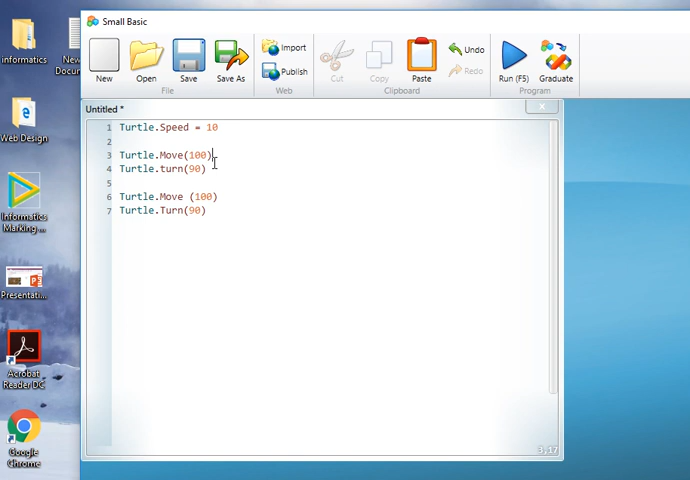 Small Basic
informatics
New
Docum
New
Open
Save
Save As
Import
Publish
Cut
Copy
Paste
Undo
Redo
Run (F5)
Graduate
File
Web
Clipboard
Program
Untitled *
1 Turtle.Speed = 10
2
3 Turtle.Move(100)
4 Turtle.turn(90)
5
6 Turtle.Move (100)
7 Turtle.Turn(90)
3,17
Web Design
Informatics
Marking ...
Presentati...
Acrobat
Reader DC
Google
Chrome